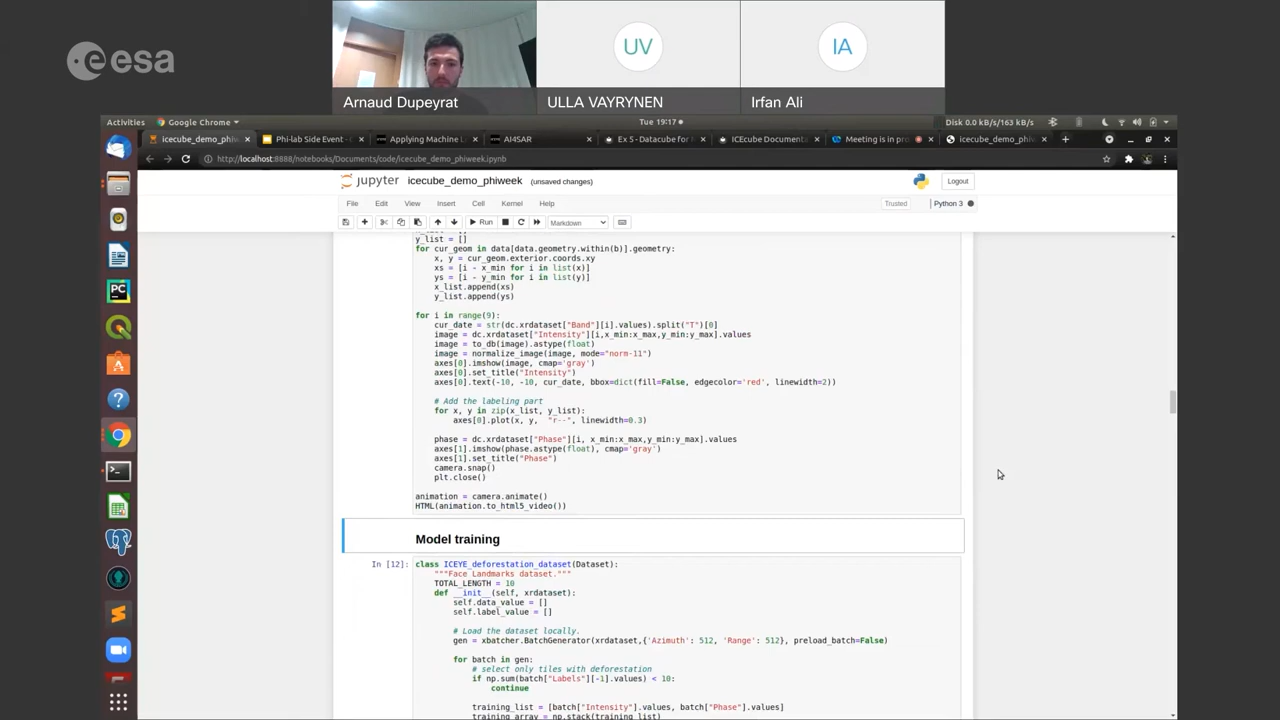 esa
UV
IA
Arnaud Dupeyrat
ULLA VAYRYNEN
Irfan Ali
Activities
Google Chrome
Tue 19:17
Disk 0.0 kB/s|163 kB/s
icecube_demo_phiw
Phi-lab Side Event -
Applying Machine L
AI4SAR
Ex 5 - Datacube for
ICEcube Documenta
Meeting is in pro
icecube_demo_phiw
http://localhost:8888/notebooks/Documents/code/icecube_demo_phiweek.ipynb
jupyter icecube_demo_phiweek (unsaved changes)
Logout
File Edit View Insert Cell Kernel Help
Trusted
Python 3
Run
Markdown
y_list = []
for cur_geom in data[data.geometry.within(b)].geometry:
x, y = cur_geom.exterior.coords.xy
xs = [i - x_min for i in list(x)]
ys = [i - y_min for i in list(y)]
x_list.append(xs)
y_list.append(ys)
for i in range(9):
cur_date = str(dc.xrdataset["Band"][i].values).split("T")[0]
image = dc.xrdataset["Intensity"][i,x_min:x_max,y_min:y_max].values
image = to_db(image).astype(float)
image = normalize_image(image, mode="norm-11")
axes[0].imshow(image, cmap='gray')
axes[0].set_title("Intensity")
axes[0].text(-10, -10, cur_date, bbox=dict(fill=False, edgecolor='red', linewidth=2))
# Add the labeling part
for x, y in zip(x_list, y_list):
axes[0].plot(x, y, "r--", linewidth=0.3)
phase = dc.xrdataset["Phase"][i, x_min:x_max,y_min:y_max].values
axes[1].imshow(phase.astype(float), cmap='gray')
axes[1].set_title("Phase")
camera.snap()
plt.close()
animation = camera.animate()
HTML(animation.to_html5_video())
Model training
In [12]:
class ICEYE_deforestation_dataset(Dataset):
"""Face Landmarks dataset."""
TOTAL_LENGTH = 10
def __init__(self, xrdataset):
self.data_value = []
self.label_value = []
# Load the dataset locally.
gen = xbatcher.BatchGenerator(xrdataset,{'Azimuth': 512, 'Range': 512}, preload_batch=False)
for batch in gen:
# select only tiles with deforestation
if np.sum(batch["Labels"][-1].values) < 10:
continue
training_list = [batch["Intensity"].values, batch["Phase"].values]
training_array = np.stack(training_list)